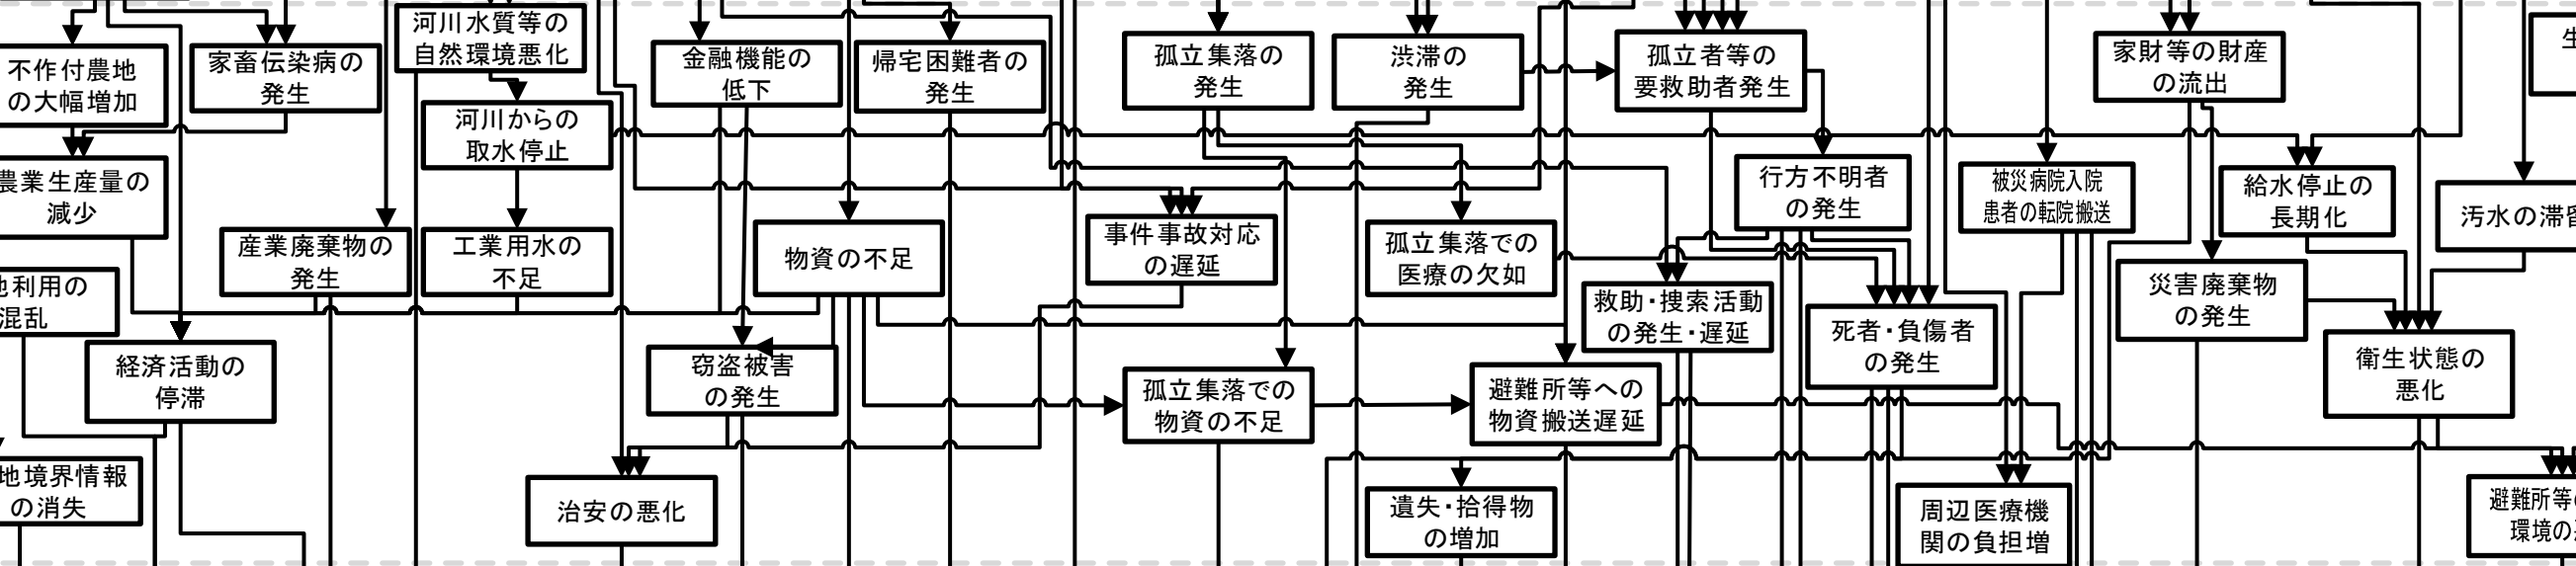 河川水質等の
自然環境悪化
不作付農地
の大幅増加
家畜伝染病の
発生
金融機能の
低下
帰宅困難者の
発生
孤立集落の
発生
渋滞の
発生
孤立者等の
要救助者発生
家財等の財産
の流出
河川からの
取水停止
農業生産量の
減少
行方不明者
の発生
被災病院入院
患者の転院搬送
給水停止の
長期化
汚水の滞留
産業廃棄物の
発生
工業用水の
不足
物資の不足
事件事故対応
の遅延
孤立集落での
医療の欠如
利用の
混乱
救助・捜索活動
の発生・遅延
死者・負傷者
の発生
災害廃棄物
の発生
経済活動の
停滞
窃盗被害
の発生
孤立集落での
物資の不足
避難所等への
物資搬送遅延
衛生状態の
悪化
地境界情報
の消失
治安の悪化
遺失・拾得物
の増加
周辺医療機
関の負担増
避難所等
環境の